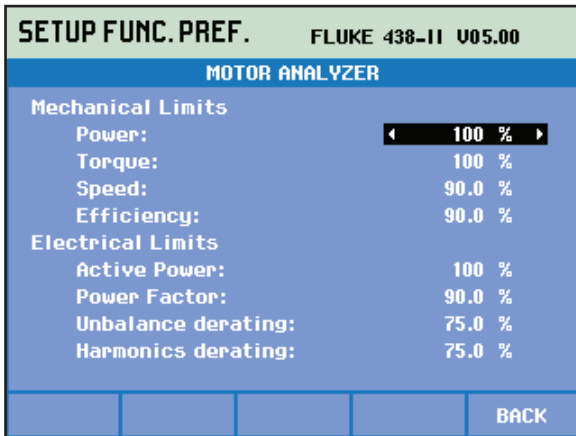 SETUP FUNC. PREF. FLUKE 438-II V05.00
MOTOR ANALYZER
Mechanical Limits
Power: 100 %
Torque: 100 %
Speed: 90.0 %
Efficiency: 90.0 %
Electrical Limits
Active Power: 100 %
Power Factor: 90.0 %
Unbalance derating: 75.0 %
Harmonics derating: 75.0 %
BACK